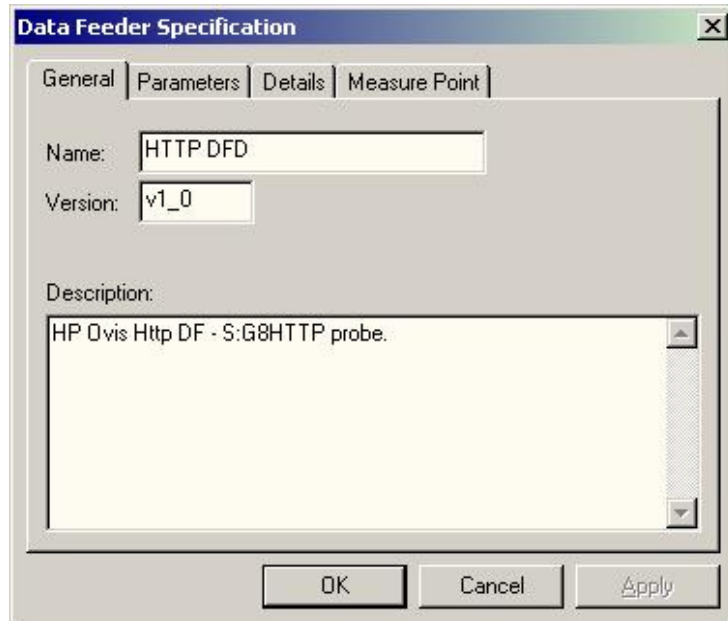 Data Feeder Specification
General Parameters Details Measure Point
Name: HTTP DFD
Version: v1_0
Description:
HP Ovis Http DF - S:G8HTTP probe.
OK Cancel Apply